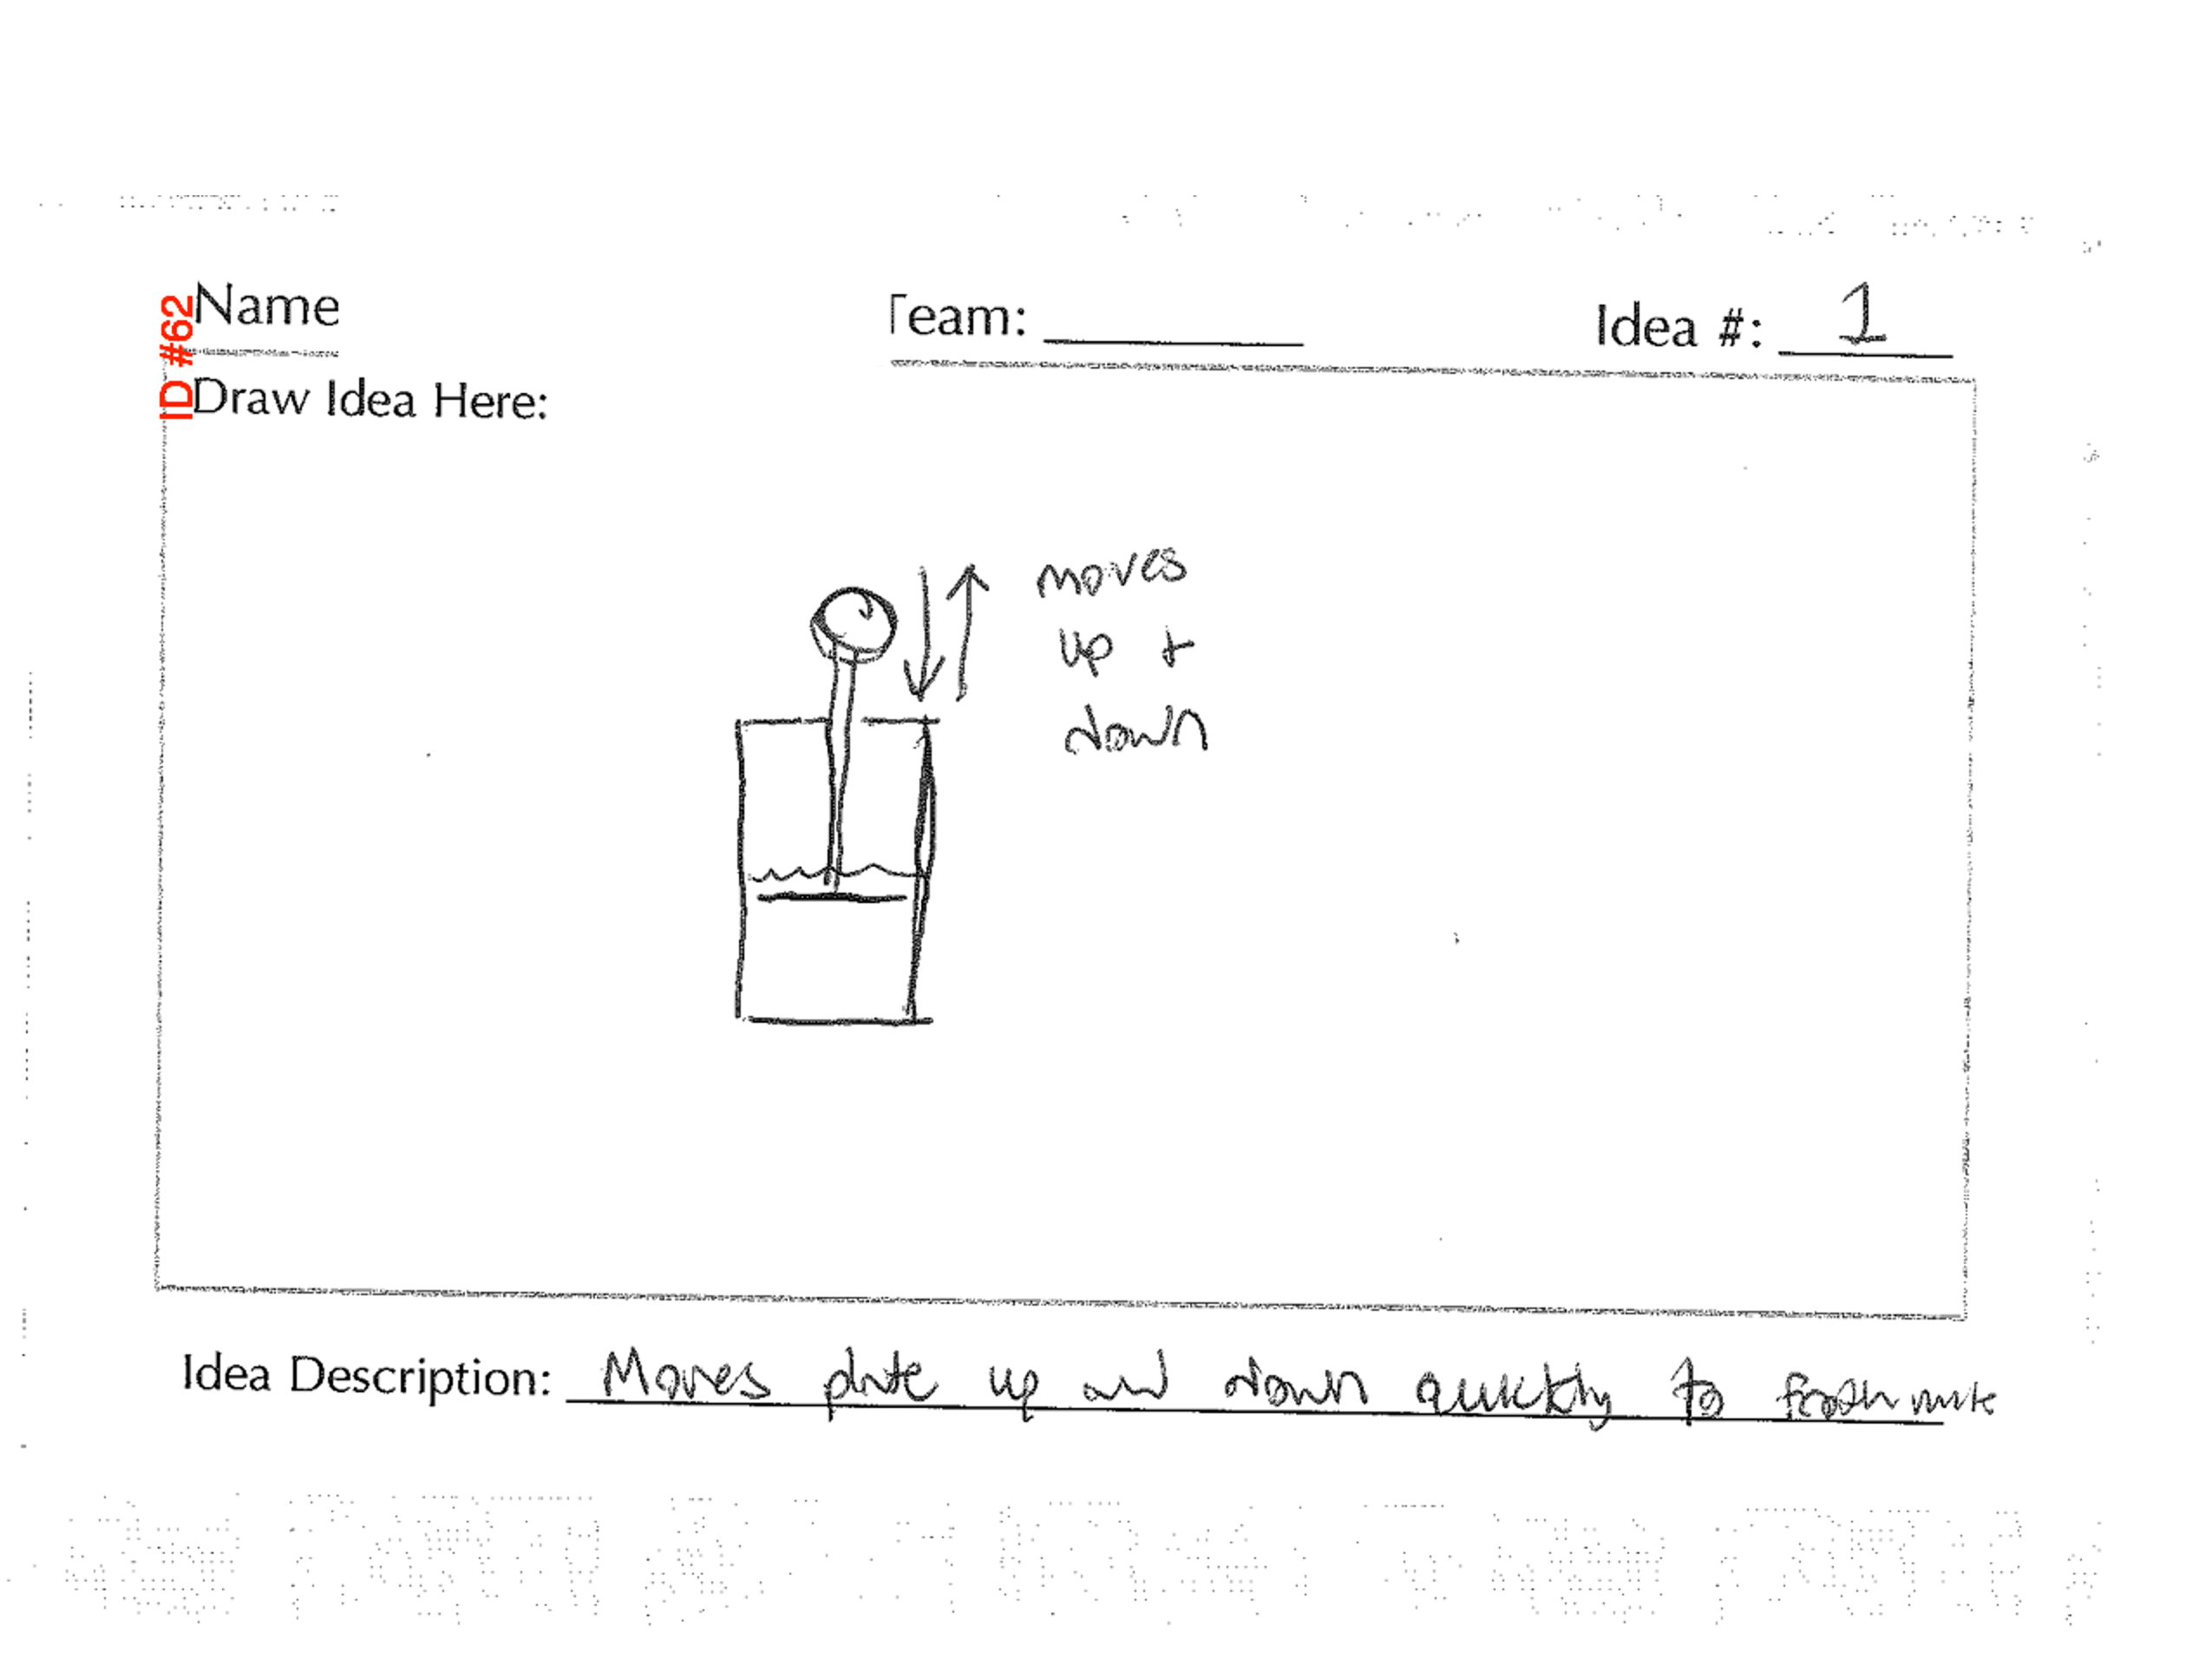 ID #62
Name
Team:
Idea #: 1
Draw Idea Here:
moves
up +
down
Idea Description: Moves plate up and down quickly to froth milk